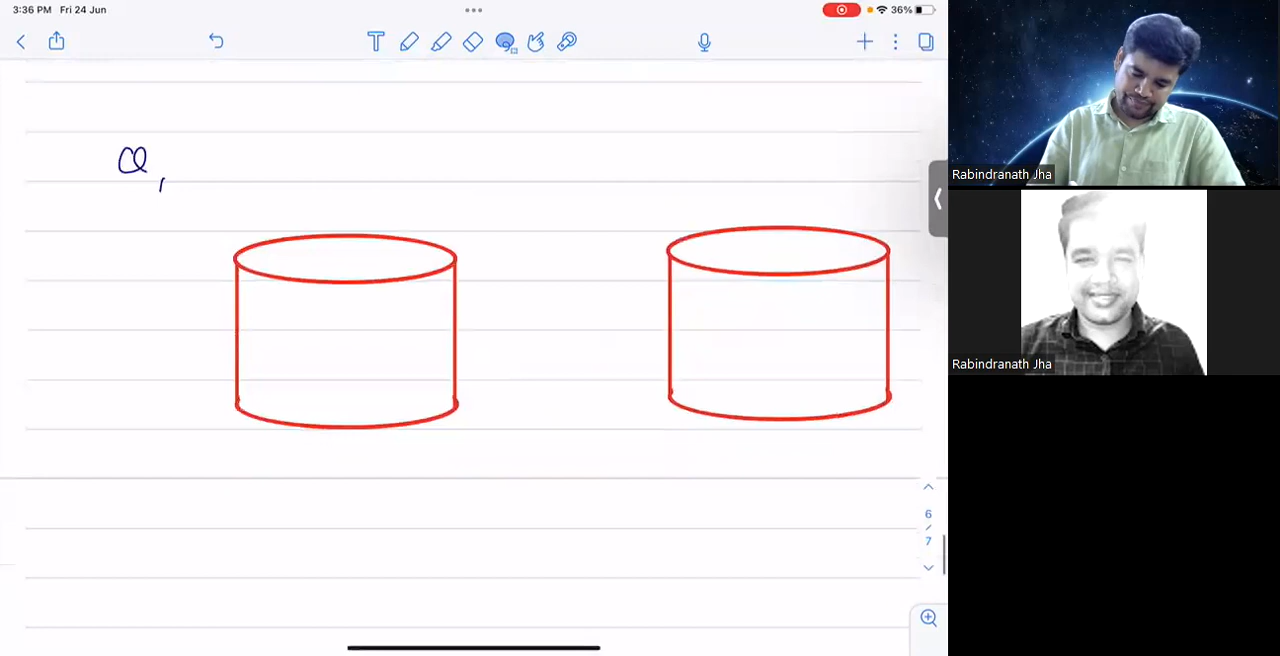 3:36 PM Fri 24 Jun
36%
T
Q,
6
7
Rabindranath Jha
Rabindranath Jha